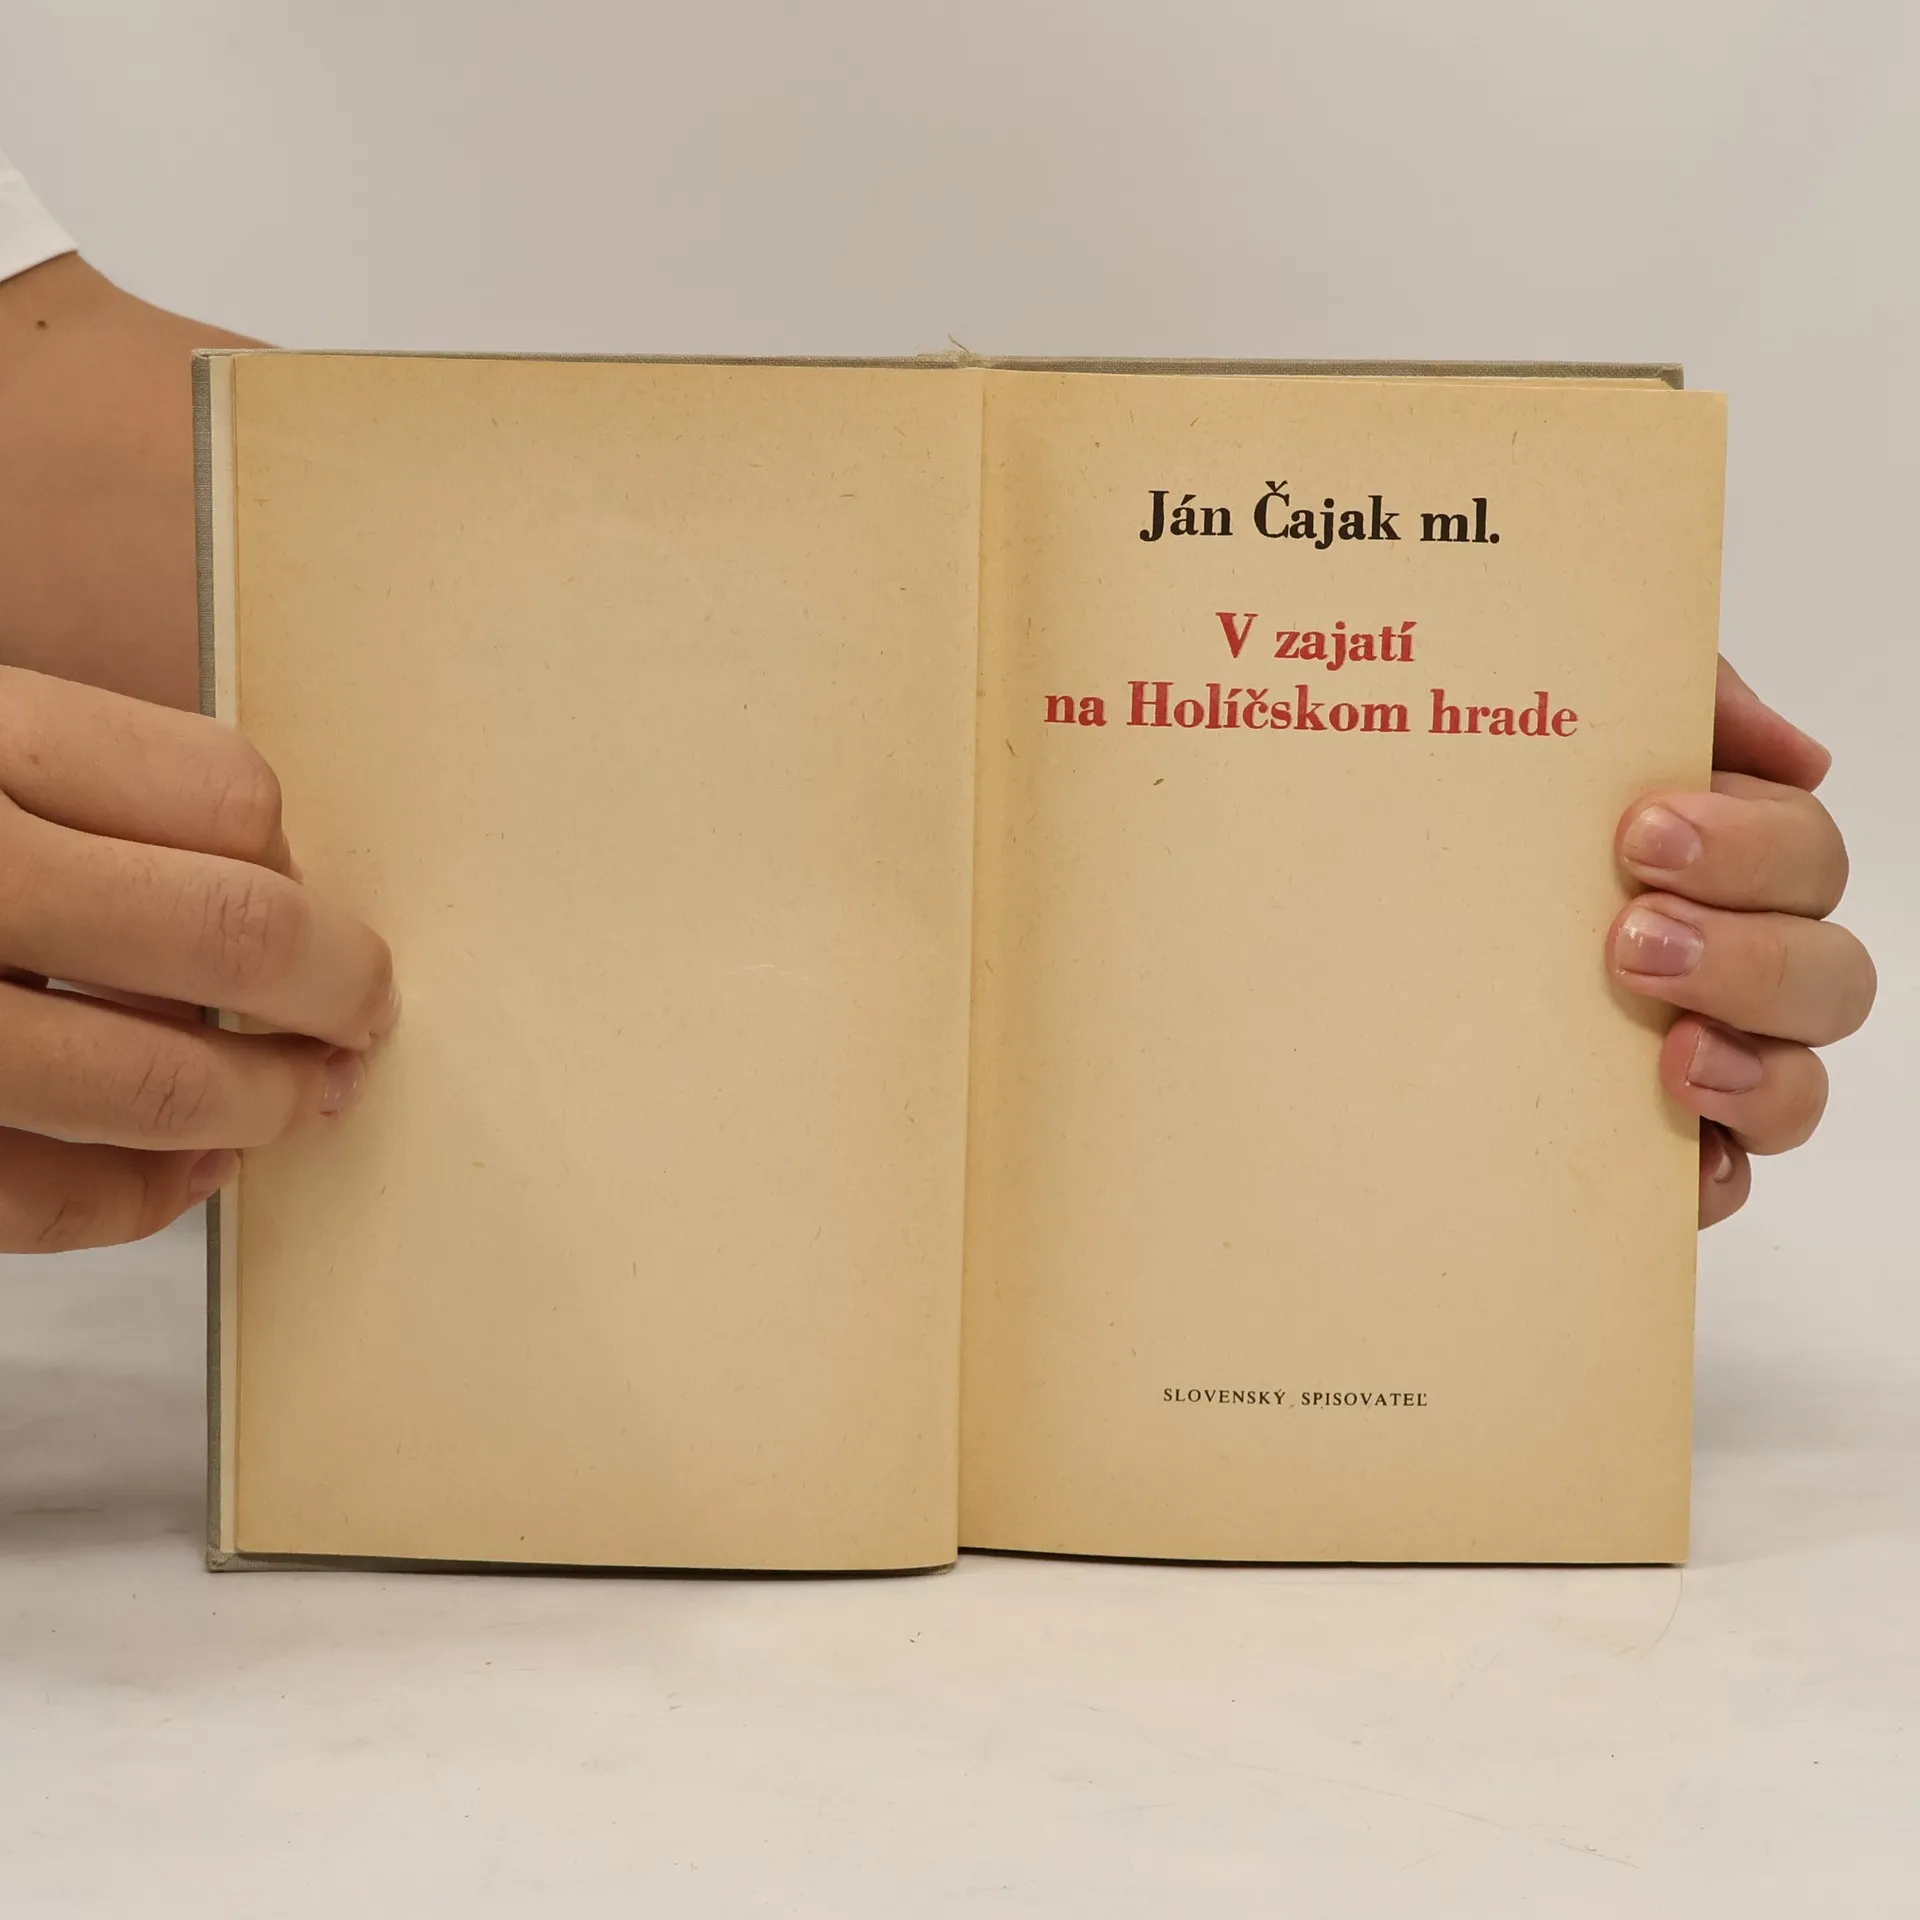 Ján Čajak ml.
V zajatí
na Holíčskom hrade
SLOVENSKÝ SPISOVATEĽ